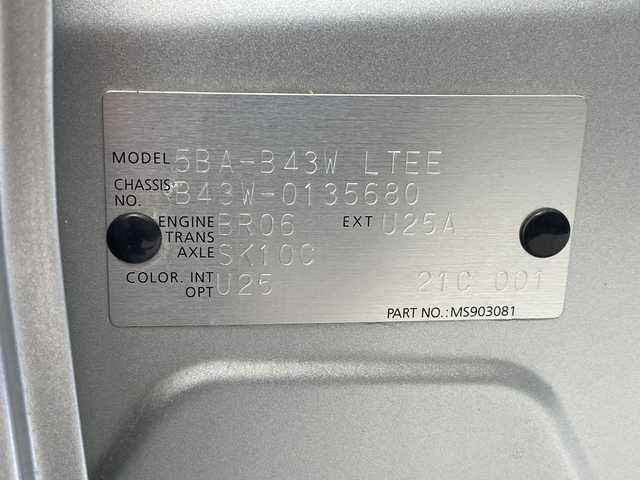 MODEL 5BA-B43W LTEE
CHASSIS NO. B43W-0135680
ENGINE BR06 EXT U25A
TRANS AXLE SK10C
COLOR. INT U25 21C 001
OPT
PART NO.: MS903081